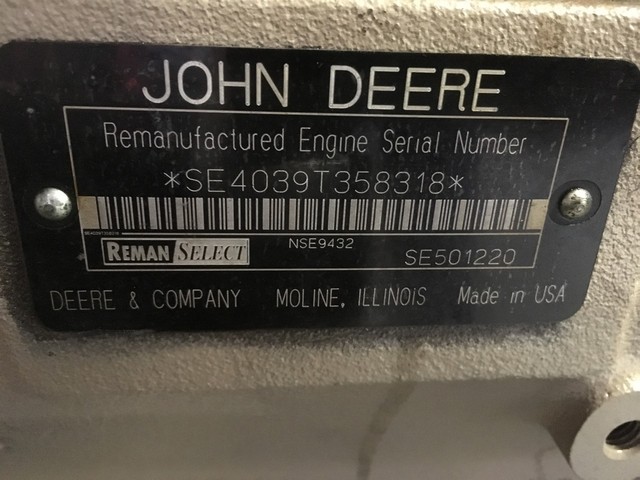 JOHN DEERE
Remanufactured Engine Serial Number
*SE4039T358318*
REMAN SELECT NSE9432 SE501220
DEERE & COMPANY MOLINE, ILLINOIS Made in USA